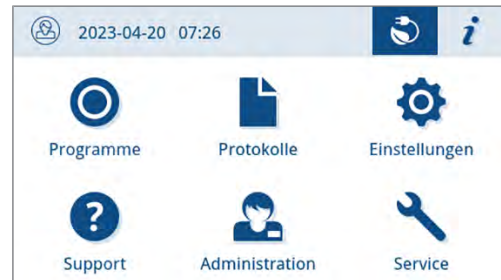 2023-04-20 07:26
Programme Protokolle Einstellungen
Support Administration Service